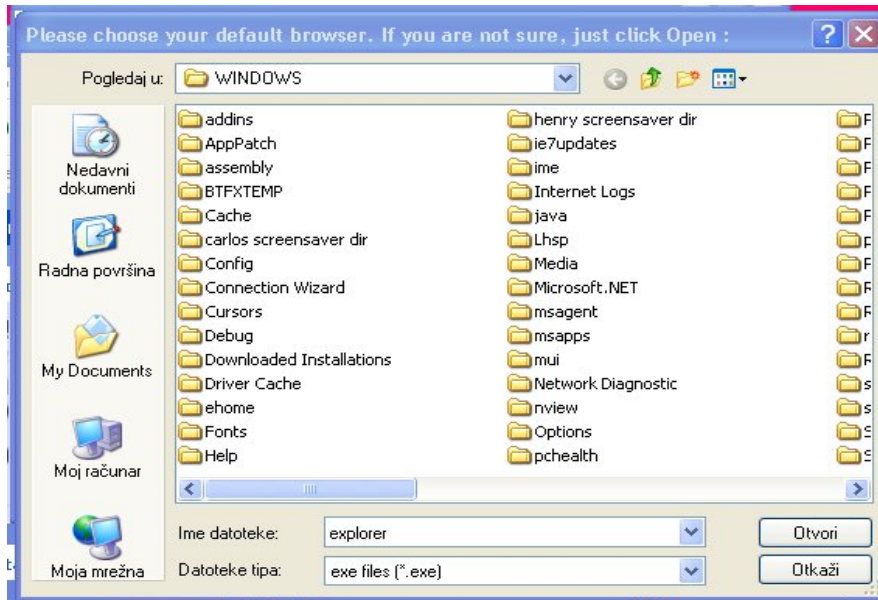 Please choose your default browser. If you are not sure, just click Open :
Pogledaj u:
WINDOWS
Nedavni
dokumenti
Radna površina
My Documents
Moj računar
Moja mrežna
addins
AppPatch
assembly
BTFXTEMP
Cache
carlos screensaver dir
Config
Connection Wizard
Cursors
Debug
Downloaded Installations
Driver Cache
ehome
Fonts
Help
henry screensaver dir
ie7updates
ime
Internet Logs
java
Lhsp
Media
Microsoft.NET
msagent
msapps
mui
Network Diagnostic
nview
Options
pchealth
Ime datoteke:
explorer
Otvori
Datoteke tipa:
exe files (*.exe)
Otkaži